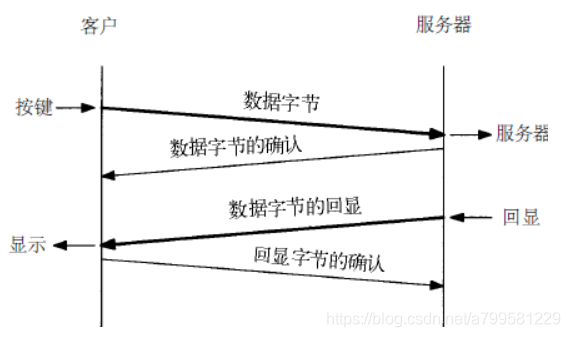 客户
服务器
按键
数据字节
服务器
数据字节的确认
数据字节的回显
回显
显示
回显字节的确认
https://blog.csdn.net/a799581229